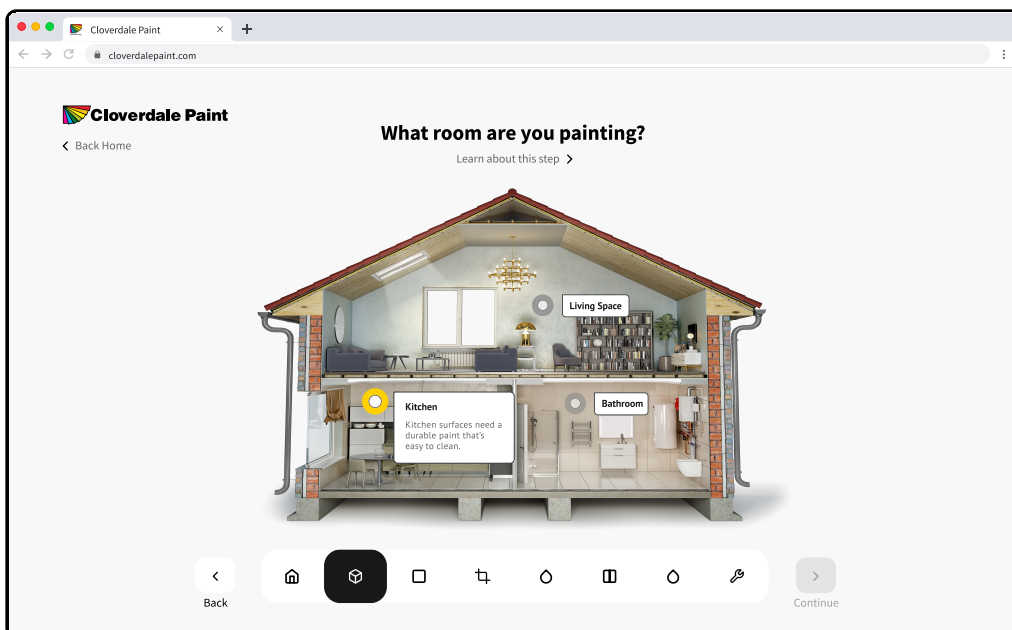 Cloverdale Paint
cloverdalepaint.com
Cloverdale Paint
Back Home
What room are you painting?
Learn about this step
Living Space
Kitchen
Kitchen surfaces need a
durable paint that's
easy to clean.
Bathroom
Back
Continue